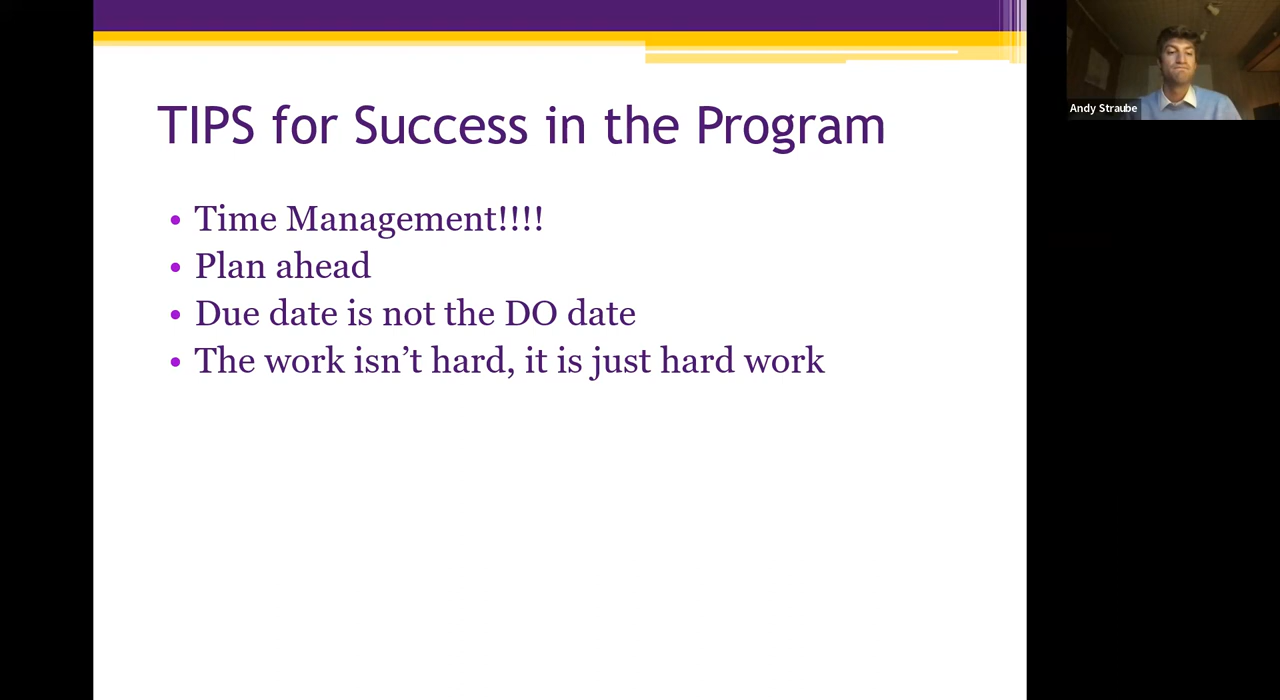 TIPS for Success in the Program
• Time Management!!!!
• Plan ahead
• Due date is not the DO date
• The work isn’t hard, it is just hard work
Andy Straube